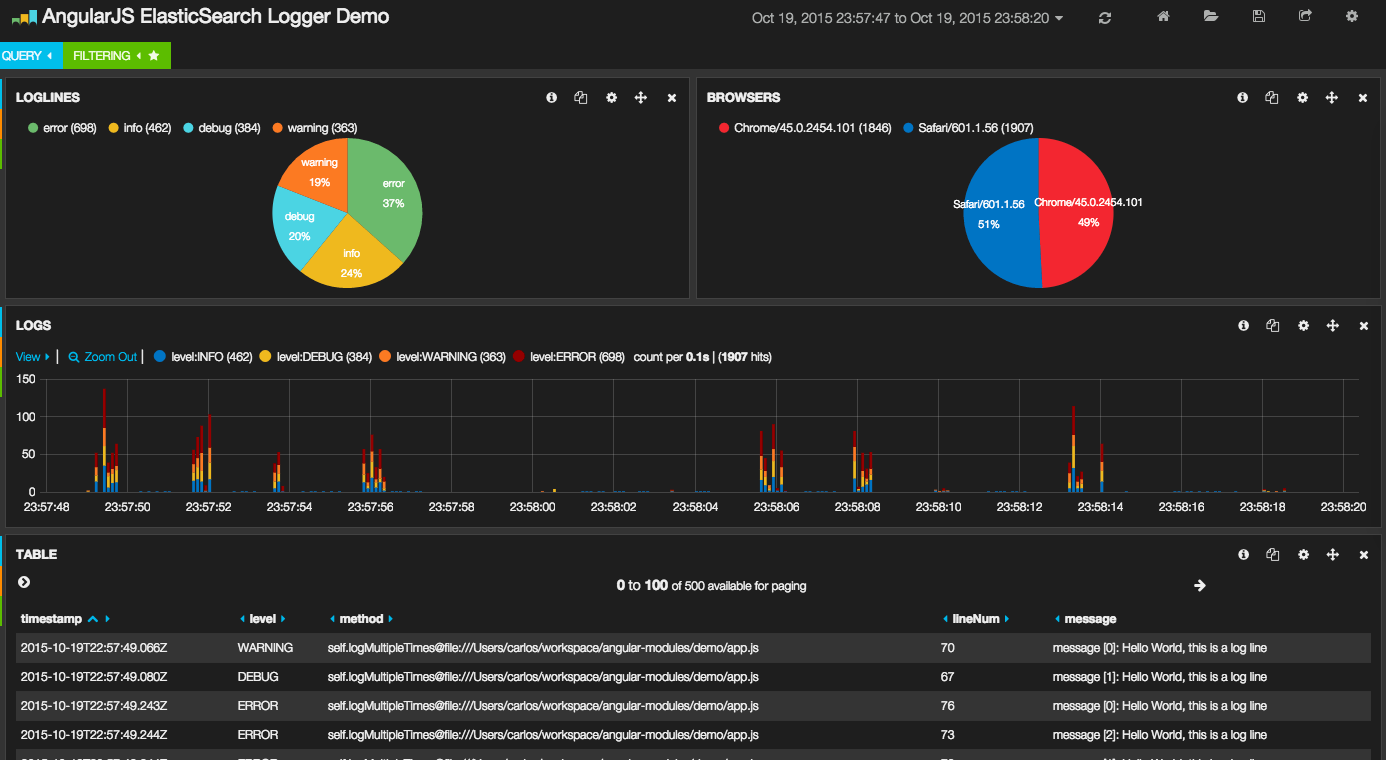 AngularJS ElasticSearch Logger Demo
Oct 19, 2015 23:57:47 to Oct 19, 2015 23:58:20
QUERY
FILTERING
LOGLINES
error (698) info (462) debug (384) warning (363)
warning
19%
error
37%
debug
20%
info
24%
BROWSERS
Chrome/45.0.2454.101 (1846) Safari/601.1.56 (1907)
Safari/601.1.56
51%
Chrome/45.0.2454.101
49%
LOGS
View | Zoom Out | level:INFO (462) level:DEBUG (384) level:WARNING (363) level:ERROR (698) count per 0.1s | (1907 hits)
150
100
50
0
23:57:48 23:57:50 23:57:52 23:57:54 23:57:56 23:57:58 23:58:00 23:58:02 23:58:04 23:58:06 23:58:08 23:58:10 23:58:12 23:58:14 23:58:16 23:58:18 23:58:20
TABLE
0 to 100 of 500 available for paging
timestamp level method lineNum message
2015-10-19T22:57:49.066Z WARNING self.logMultipleTimes@file:///Users/carlos/workspace/angular-modules/demo/app.js 70 message [0]: Hello World, this is a log line
2015-10-19T22:57:49.080Z DEBUG self.logMultipleTimes@file:///Users/carlos/workspace/angular-modules/demo/app.js 67 message [1]: Hello World, this is a log line
2015-10-19T22:57:49.243Z ERROR self.logMultipleTimes@file:///Users/carlos/workspace/angular-modules/demo/app.js 76 message [0]: Hello World, this is a log line
2015-10-19T22:57:49.244Z ERROR self.logMultipleTimes@file:///Users/carlos/workspace/angular-modules/demo/app.js 73 message [2]: Hello World, this is a log line